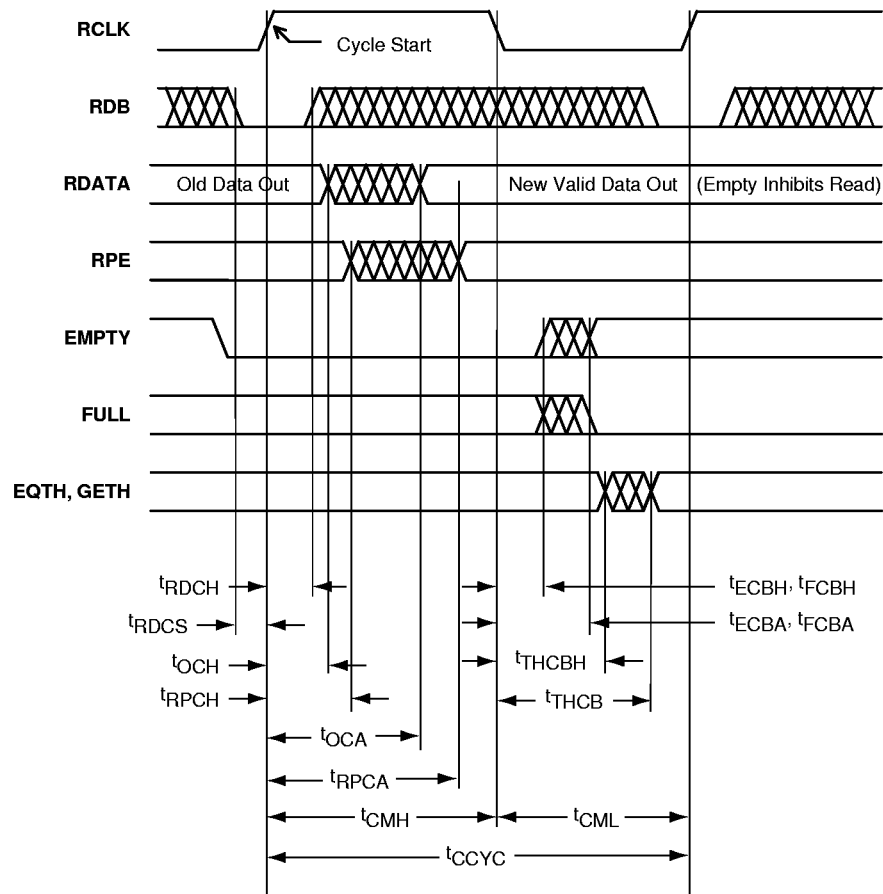 RCLK
Cycle Start
RDB
RDATA Old Data Out New Valid Data Out (Empty Inhibits Read)
RPE
EMPTY
FULL
EQTH, GETH
tRDCH tECBH, tFCBH
tRDCS tECBA, tFCBA
tOCH tTHCBH
tRPCH tTHCB
tOCA
tRPCA
tCMH tCML
tCCYC